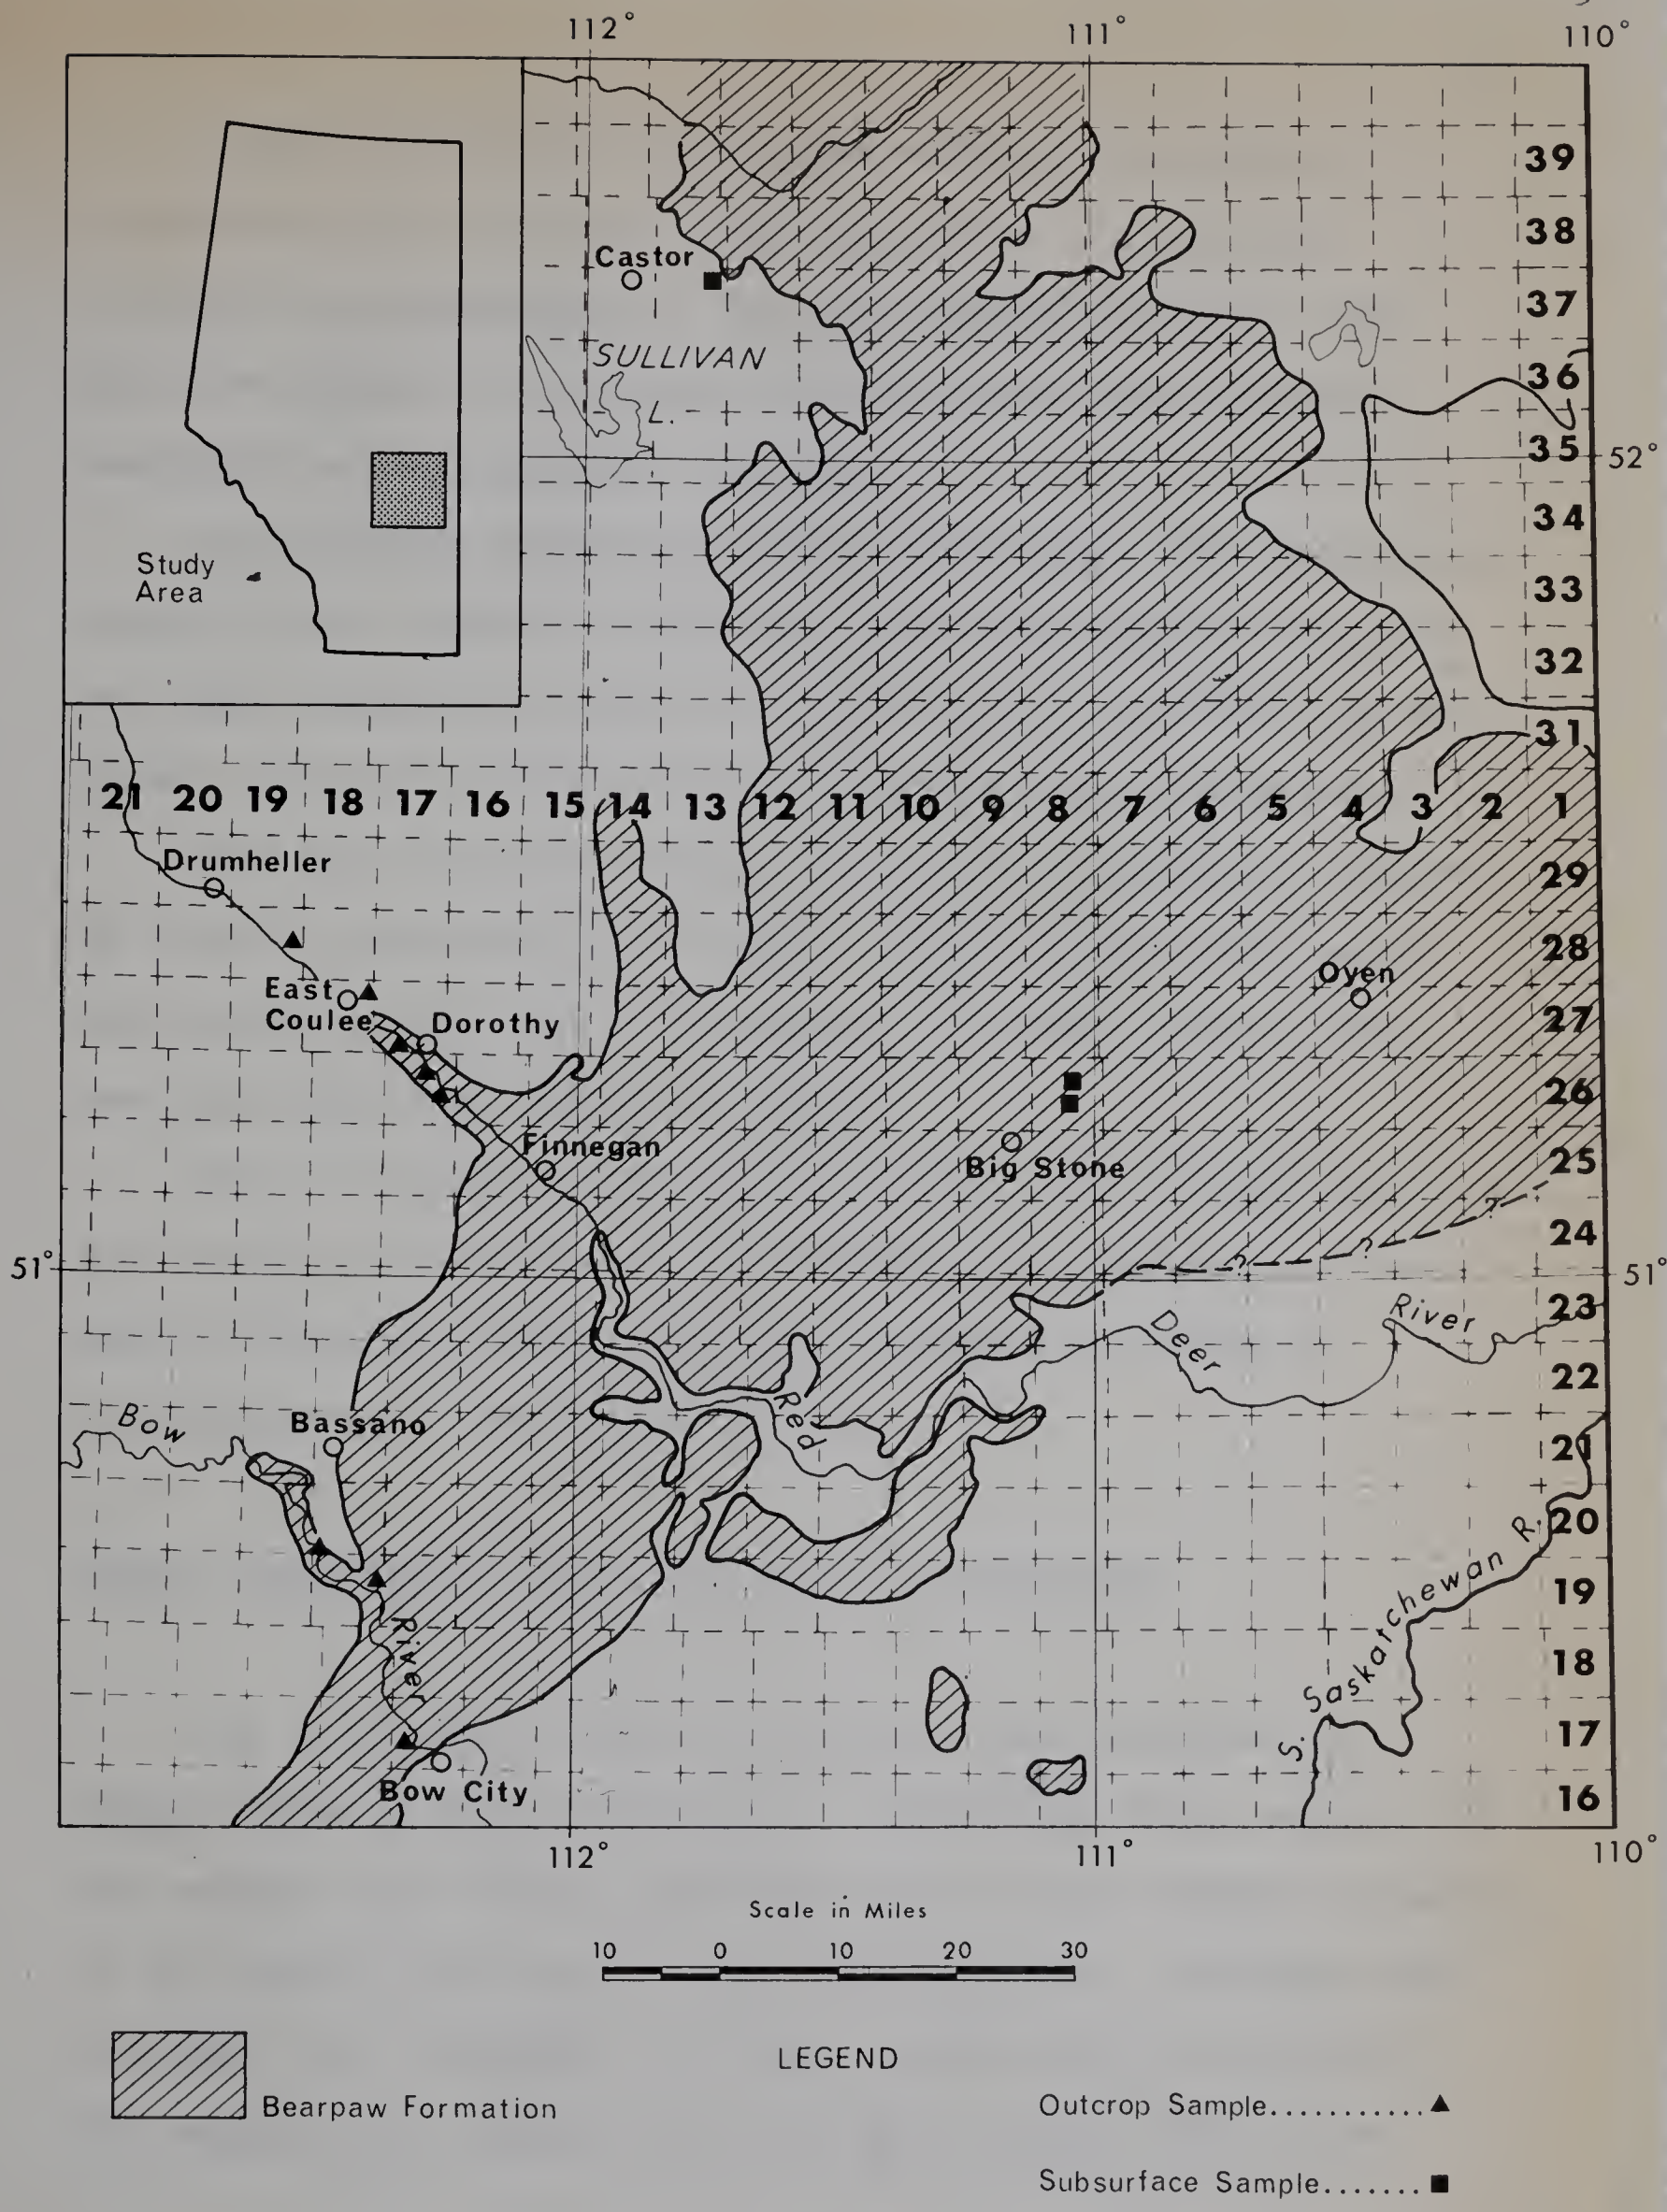 112°
111°
110°
39
38
Castor
37
SULLIVAN
36
L.
35
52°
34
Study
Area
33
32
31
21 20 19 18 17 16 15 14 13 12 11 10 9 8 7 6 5 4 3 2 1
Drumheller
29
28
Oyen
East
Coulee
Dorothy
27
26
Finnegan
Big Stone
25
?
24
?
?
51°
51°
23
Deer
River
22
Red
Bow
Bassano
21
20
S. Saskatchewan R.
19
River
18
17
Bow City
16
112°
111°
110°
Scale in Miles
10 0 10 20 30
LEGEND
Bearpaw Formation
Outcrop Sample...........▲
Subsurface Sample.......■